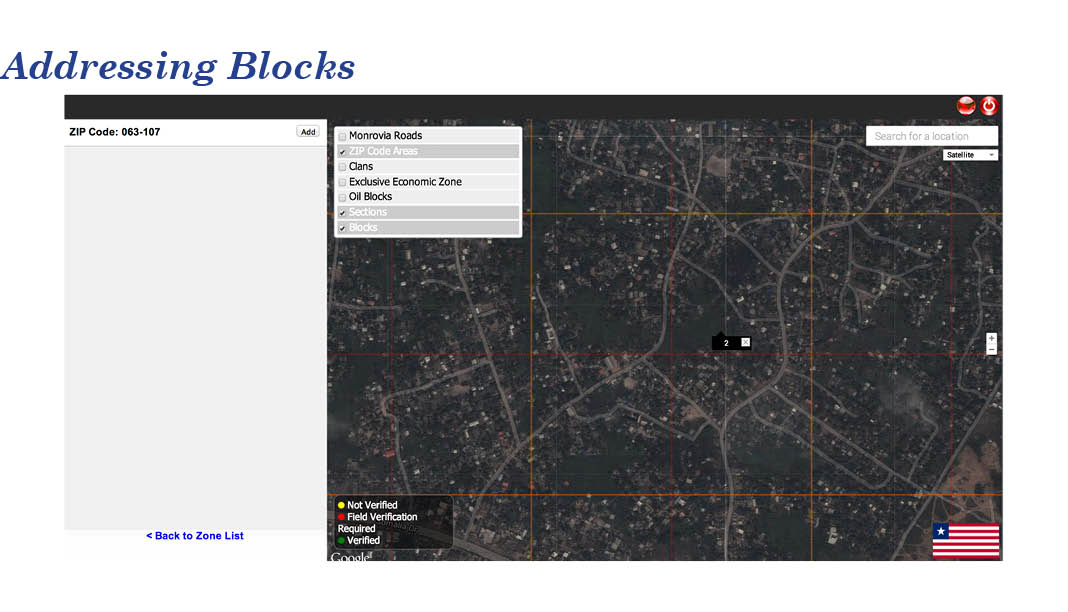 Addressing Blocks
ZIP Code: 063-107
Add
Monrovia Roads
ZIP Code Areas
Clans
Exclusive Economic Zone
Oil Blocks
Sections
Blocks
Search for a location
Satellite
2
+
−
Not Verified
Field Verification
Required
Verified
Google
< Back to Zone List